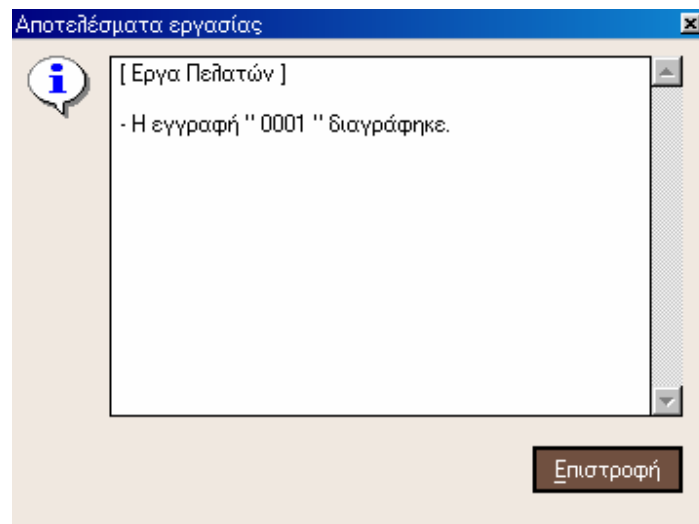 Αποτελέσματα εργασίας
[ Εργα Πελατών ]
- Η εγγραφή " 0001 " διαγράφηκε.
Επιστροφή